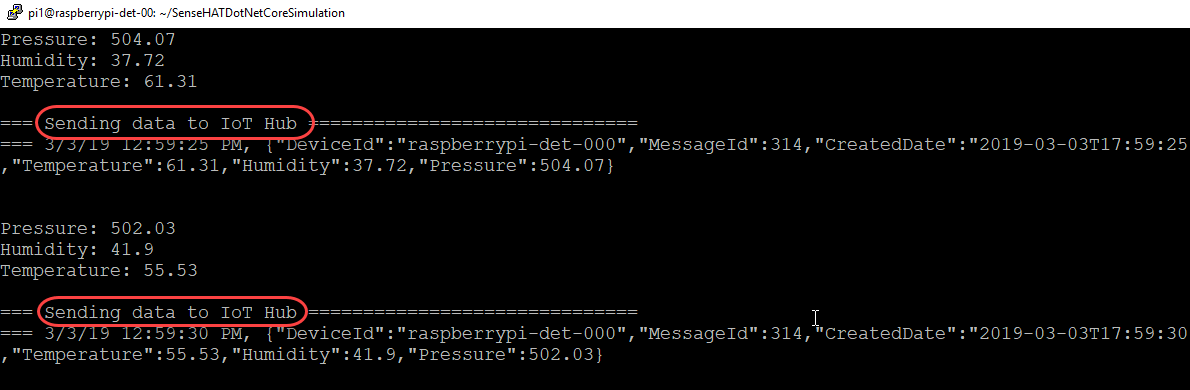 pi1@raspberrypi-det-00: ~/SenseHATDotNetCoreSimulation
Pressure: 504.07
Humidity: 37.72
Temperature: 61.31
=== Sending data to IoT Hub ==============================
=== 3/3/19 12:59:25 PM, {"DeviceId":"raspberrypi-det-000","MessageId":314,"CreatedDate":"2019-03-03T17:59:25
,"Temperature":61.31,"Humidity":37.72,"Pressure":504.07}
Pressure: 502.03
Humidity: 41.9
Temperature: 55.53
=== Sending data to IoT Hub ==============================
=== 3/3/19 12:59:30 PM, {"DeviceId":"raspberrypi-det-000","MessageId":314,"CreatedDate":"2019-03-03T17:59:30
,"Temperature":55.53,"Humidity":41.9,"Pressure":502.03}